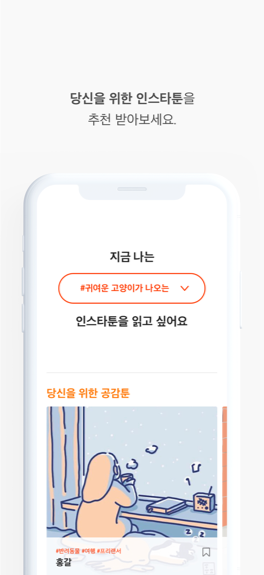 당신을 위한 인스타툰을
추천 받아보세요.
지금 나는
#귀여운 고양이가 나오는
인스타툰을 읽고 싶어요
당신을 위한 공감툰
#반려동물 #여행 #프리랜서
홍갈